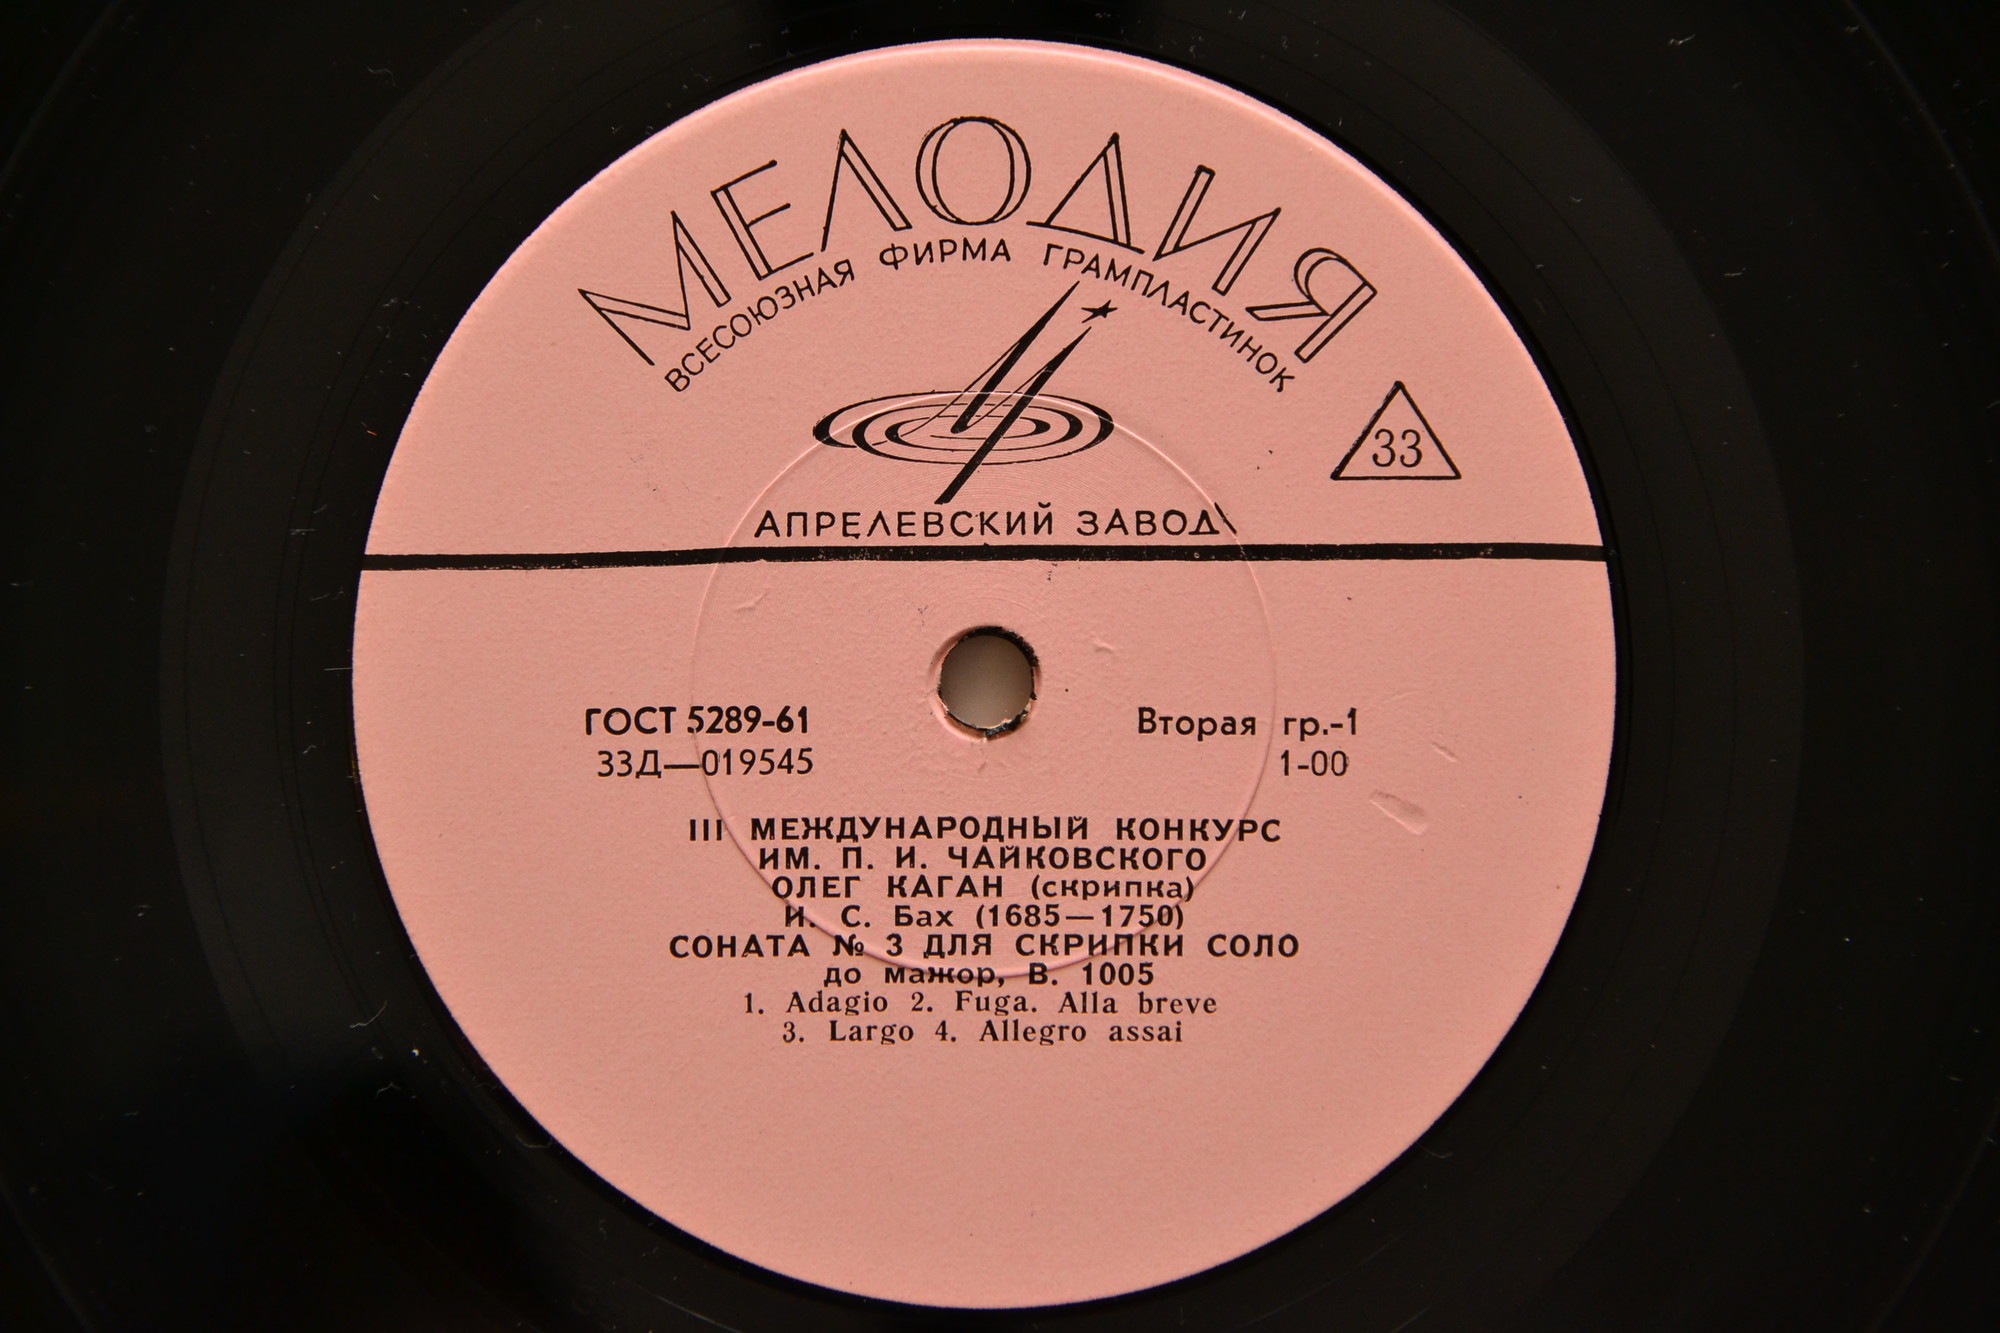 МЕЛОДИЯ
ВСЕСОЮЗНАЯ ФИРМА ГРАМПЛАСТИНОК
33
АПРЕЛЕВСКИЙ ЗАВОД
ГОСТ 5289-61
Вторая гр.-1
33Д—019545
1-00
III МЕЖДУНАРОДНЫЙ КОНКУРС
ИМ. П. И. ЧАЙКОВСКОГО
ОЛЕГ КАГАН (скрипка)
И. С. Бах (1685—1750)
СОНАТА № 3 ДЛЯ СКРИПКИ СОЛО
до мажор, В. 1005
1. Adagio 2. Fuga. Alla breve
3. Largo 4. Allegro assai